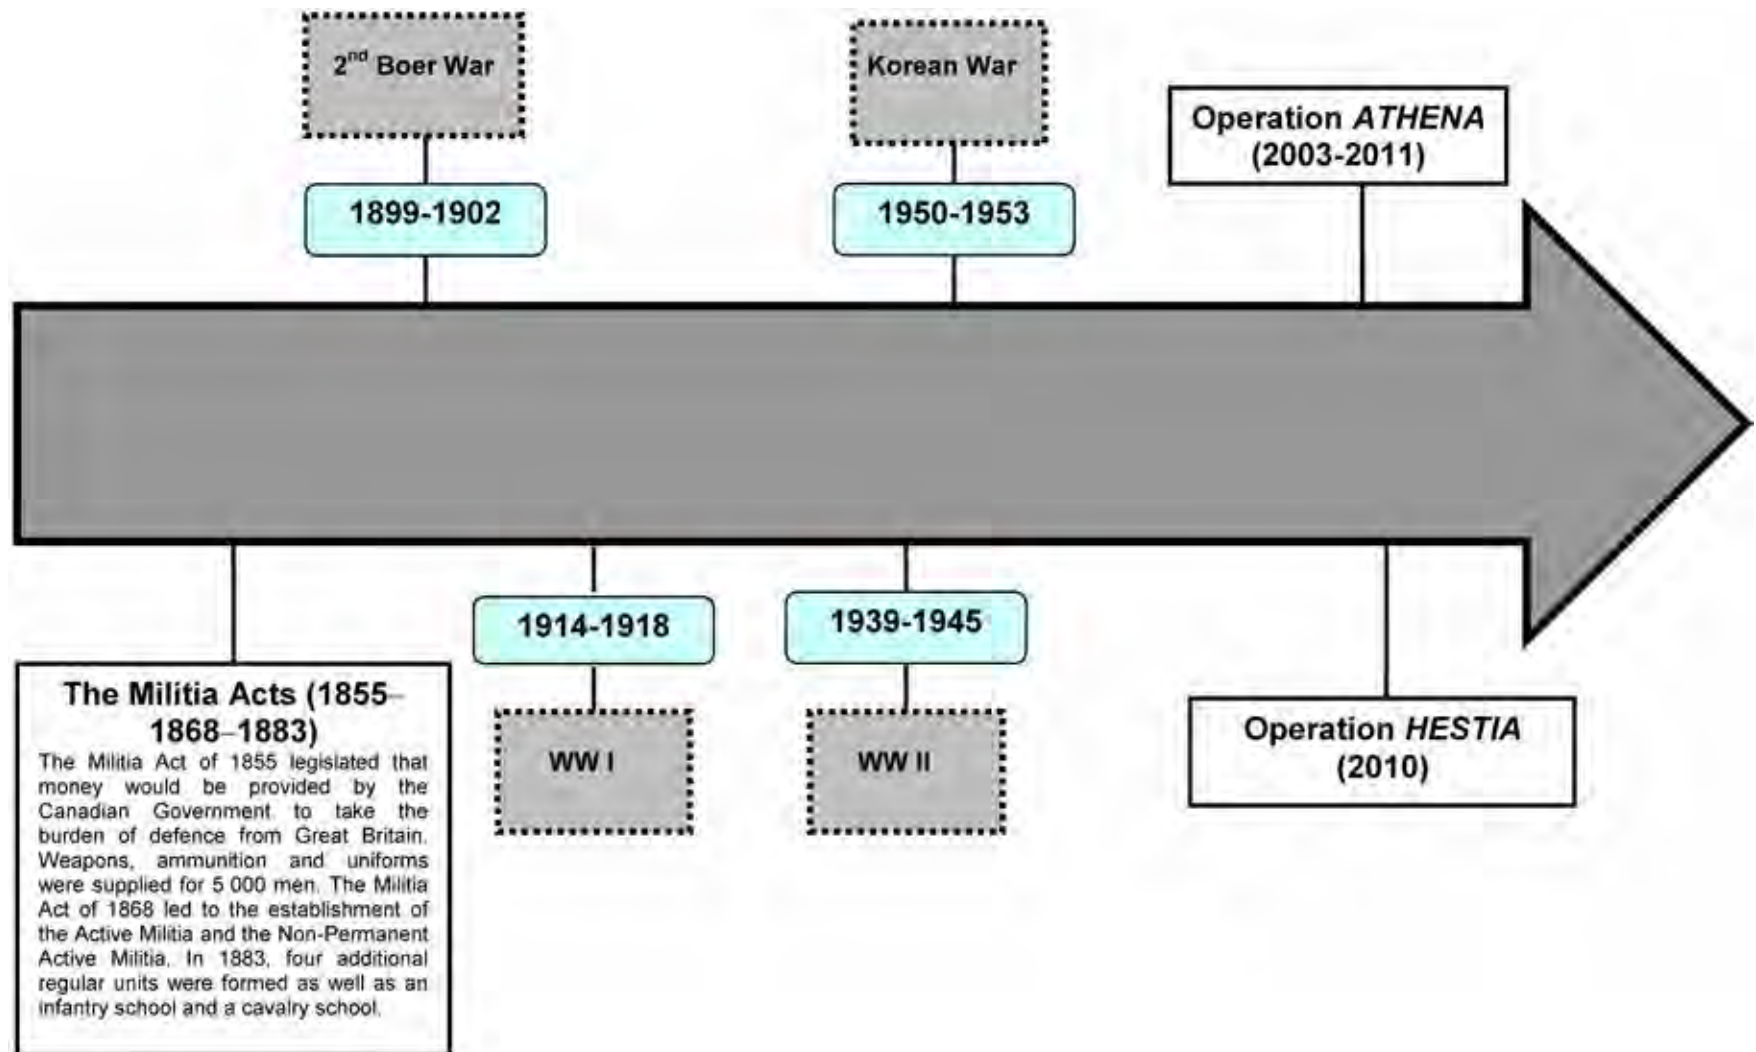 2nd Boer War
Korean War
Operation ATHENA
(2003-2011)
1899-1902
1950-1953
1914-1918
1939-1945
The Militia Acts (1855–
1868–1883)
The Militia Act of 1855 legislated that
money would be provided by the
Canadian Government to take the
burden of defence from Great Britain.
Weapons, ammunition and uniforms
were supplied for 5 000 men. The Militia
Act of 1868 led to the establishment of
the Active Militia and the Non-Permanent
Active Militia. In 1883, four additional
regular units were formed as well as an
infantry school and a cavalry school.
WW I
WW II
Operation HESTIA
(2010)